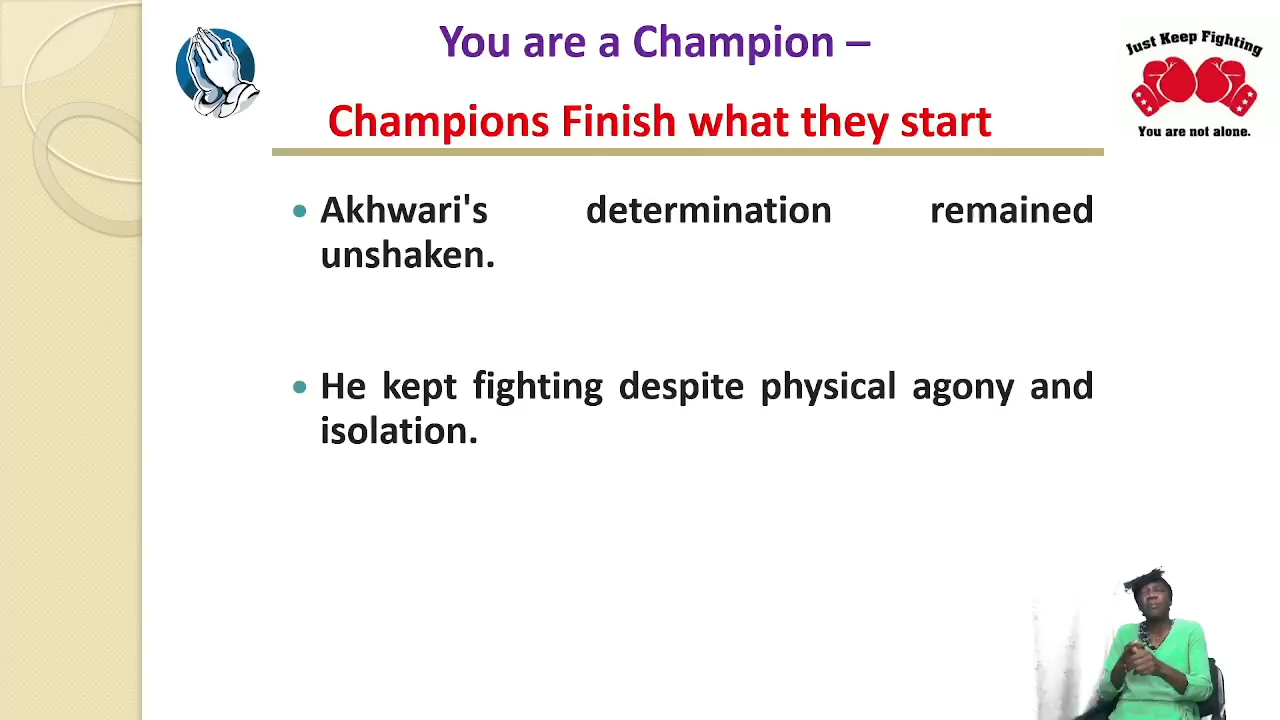 You are a Champion –
Champions Finish what they start
Just Keep Fighting
You are not alone.
Akhwari's determination remained
unshaken.
He kept fighting despite physical agony and
isolation.